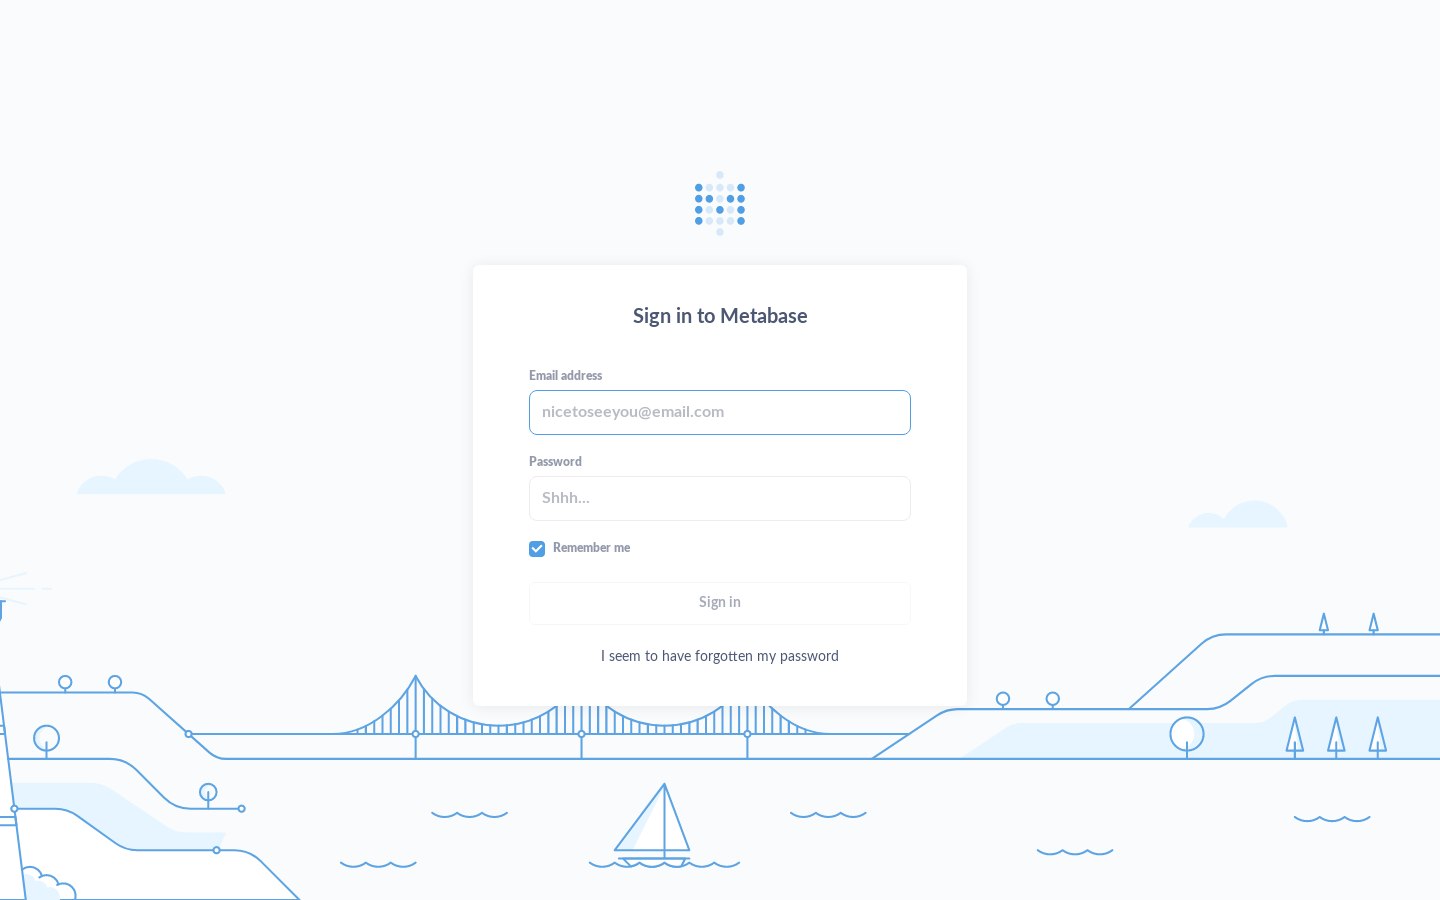 Sign in to Metabase
Email address
nicetoseeyou@email.com
Password
Shhh...
Remember me
Sign in
I seem to have forgotten my password